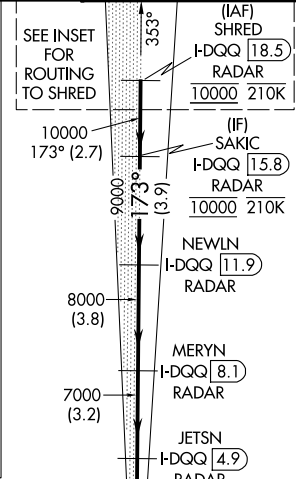 SEE INSET
FOR
ROUTING
TO SHRED
353°
(IAF)
SHRED
I-DQQ 18.5
RADAR
10000 210K
10000
173° (2.7)
(IF)
SAKIC
I-DQQ 15.8
RADAR
10000 210K
9000
173°
(3.9)
NEWLN
I-DQQ 11.9
RADAR
8000
(3.8)
MERYN
I-DQQ 8.1
RADAR
7000
(3.2)
JETSN
I-DQQ 4.9
RADAR